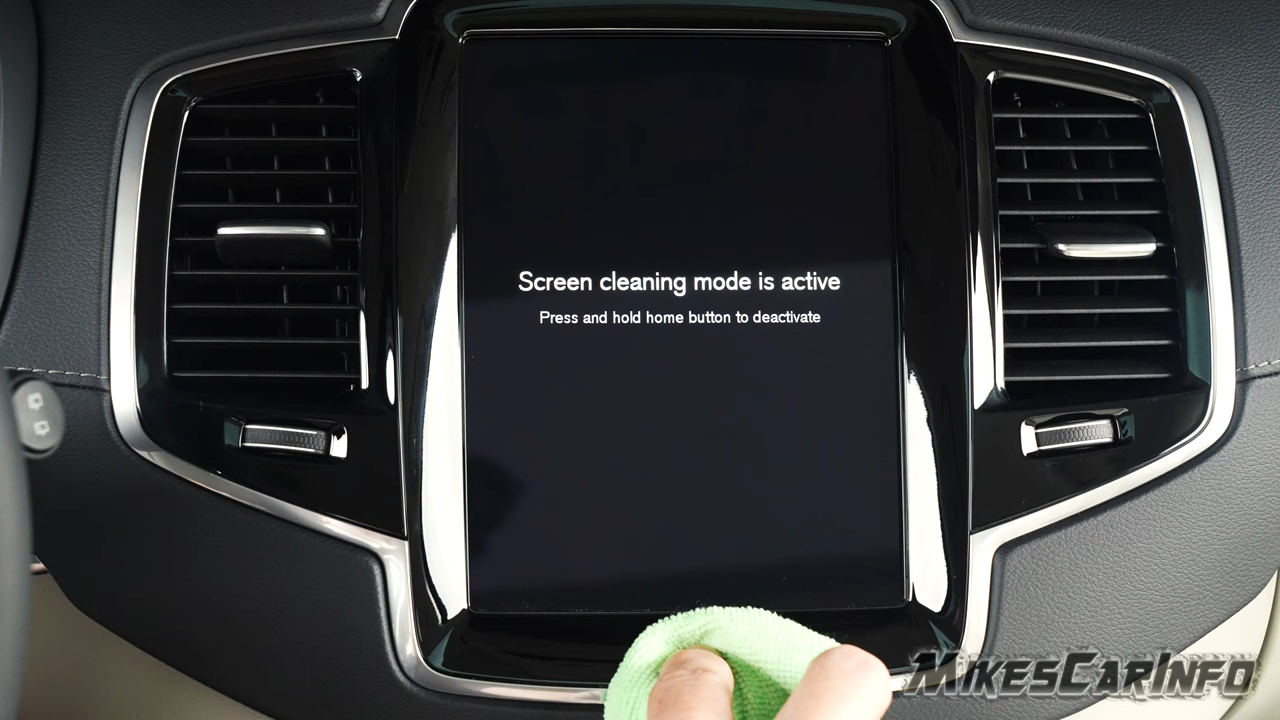 Screen cleaning mode is active
Press and hold home button to deactivate
MikesCarInfo